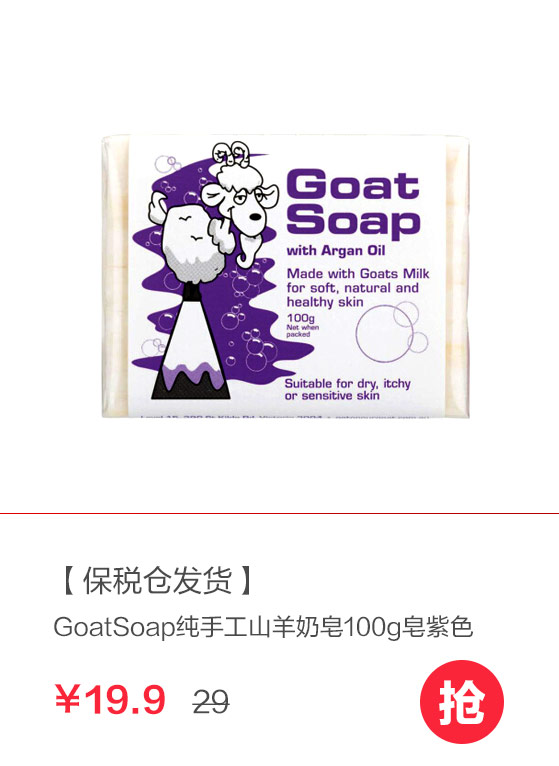 Goat
Soap
with Argan Oil
Made with Goats Milk
for soft, natural and
healthy skin
100g
Net when
packed
Suitable for dry, itchy
or sensitive skin
【保税仓发货】
GoatSoap纯手工山羊奶皂100g皂紫色
¥19.9 29
抢